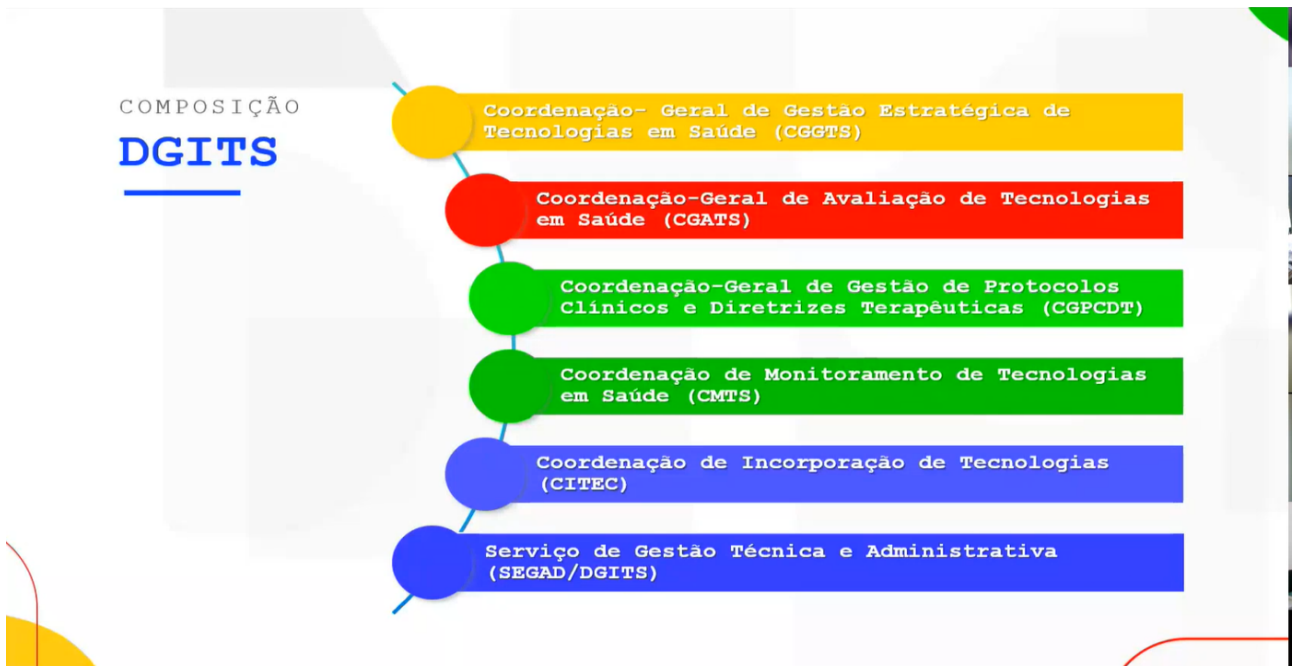 COMPOSIÇÃO
DGITS
Coordenação- Geral de Gestão Estratégica de
Tecnologias em Saúde (CGGTS)
Coordenação-Geral de Avaliação de Tecnologias
em Saúde (CGATS)
Coordenação-Geral de Gestão de Protocolos
Clínicos e Diretrizes Terapêuticas (CGPCDT)
Coordenação de Monitoramento de Tecnologias
em Saúde (CMTS)
Coordenação de Incorporação de Tecnologias
(CITEC)
Serviço de Gestão Técnica e Administrativa
(SEGAD/DGITS)